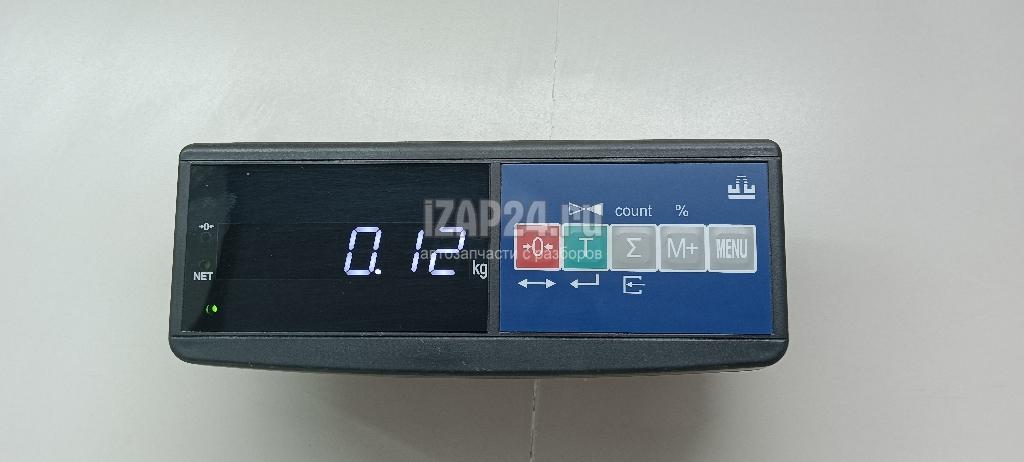 iZAP24.ru
автозапчасти с разборов
→0←
NET
0.12 kg
count %
→0← T Σ M+ MENU